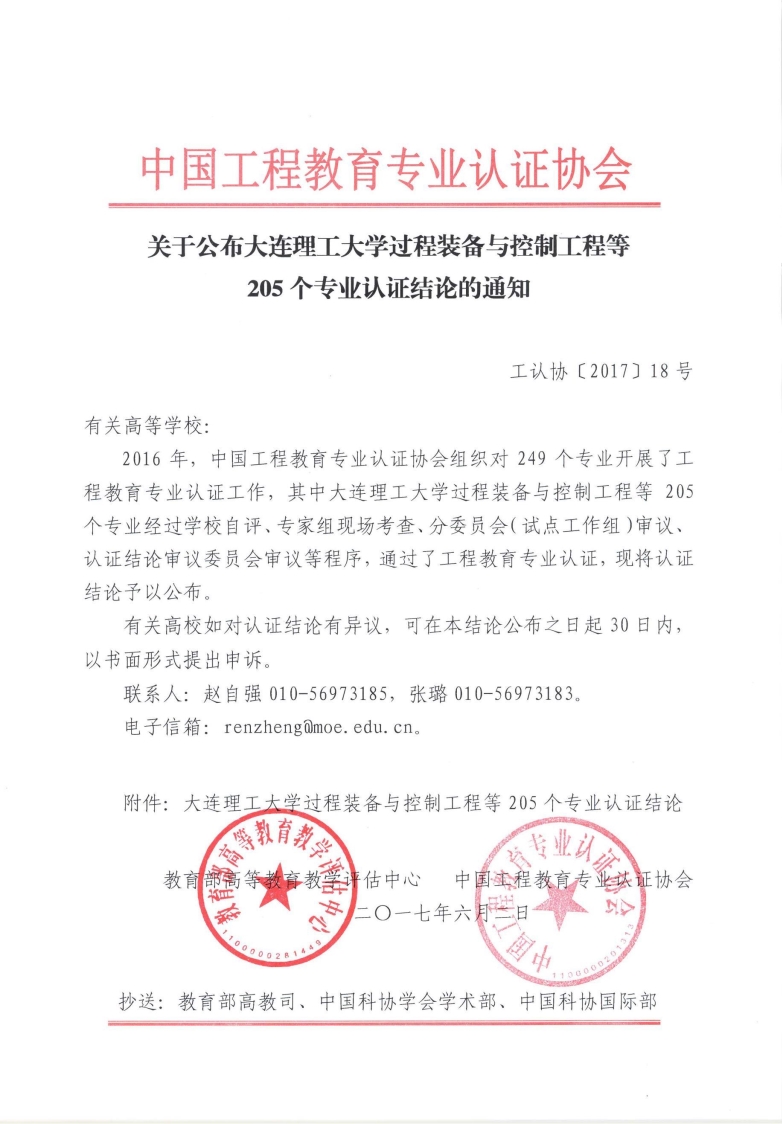 中国工程教育专业认证协会
关于公布大连理工大学过程装备与控制工程等
205 个专业认证结论的通知
工认协〔2017〕18 号
有关高等学校：
2016 年，中国工程教育专业认证协会组织对 249 个专业开展了工
程教育专业认证工作，其中大连理工大学过程装备与控制工程等 205
个专业经过学校自评、专家组现场考查、分委员会(试点工作组)审议、
认证结论审议委员会审议等程序，通过了工程教育专业认证，现将认证
结论予以公布。
有关高校如对认证结论有异议，可在本结论公布之日起 30 日内，
以书面形式提出申诉。
联系人：赵自强 010-56973185，张璐 010-56973183。
电子信箱：renzheng@moe.edu.cn。
附件：大连理工大学过程装备与控制工程等 205 个专业认证结论
教育部高等教育教学评估中心 中国工程教育专业认证协会
二〇一七年六月 日
教育部高等教育教学评估中心
1100000281449
中国工程教育专业认证协会
1100000201313
抄送：教育部高教司、中国科协学会学术部、中国科协国际部